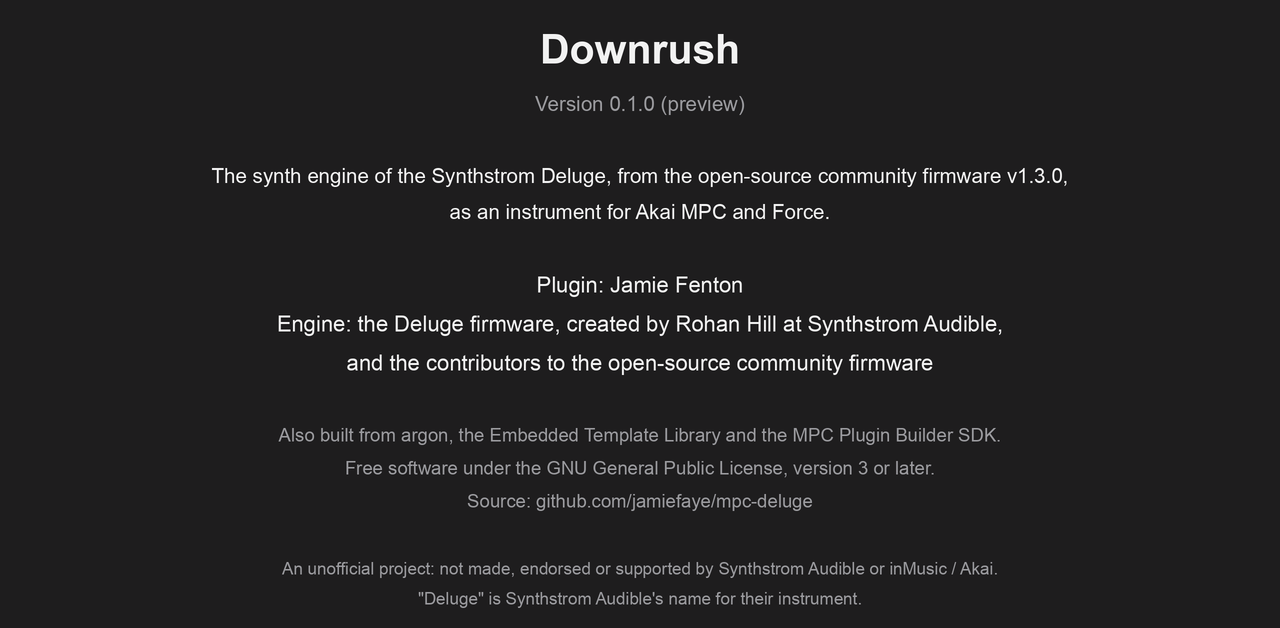 Downrush
Version 0.1.0 (preview)
The synth engine of the Synthstrom Deluge, from the open-source community firmware v1.3.0,
as an instrument for Akai MPC and Force.
Plugin: Jamie Fenton
Engine: the Deluge firmware, created by Rohan Hill at Synthstrom Audible,
and the contributors to the open-source community firmware
Also built from argon, the Embedded Template Library and the MPC Plugin Builder SDK.
Free software under the GNU General Public License, version 3 or later.
Source: github.com/jamiefaye/mpc-deluge
An unofficial project: not made, endorsed or supported by Synthstrom Audible or inMusic / Akai.
"Deluge" is Synthstrom Audible's name for their instrument.